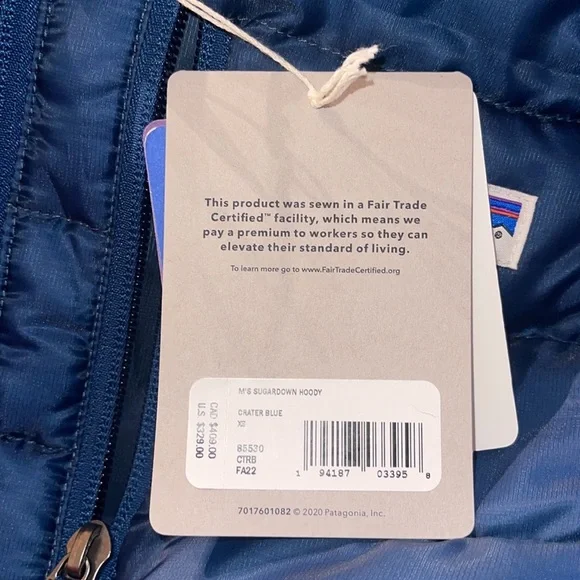 This product was sewn in a Fair Trade
Certified™ facility, which means we
pay a premium to workers so they can
elevate their standard of living.
To learn more go to www.FairTradeCertified.org
M'S SUGARDOWN HOODY
CRATER BLUE
XS
85530
CTRB
FA22
CAD $409.00
U.S. $329.00
1 94187 03395 8
7017601082 © 2020 Patagonia, Inc.
®